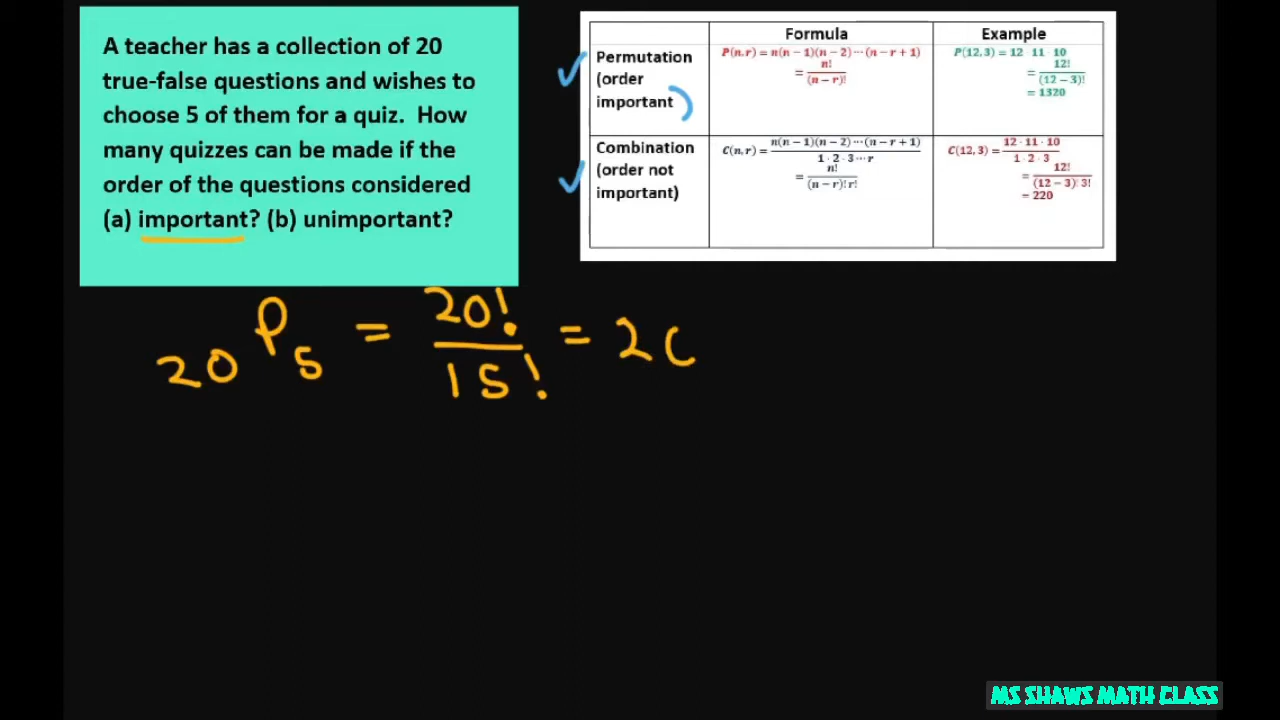 A teacher has a collection of 20
true-false questions and wishes to
choose 5 of them for a quiz. How
many quizzes can be made if the
order of the questions considered
(a) important? (b) unimportant?
Formula Example
Permutation
(order
important
P(n,r) = n(n − 1)(n − 2) ⋯ (n − r + 1)
= n!/(n − r)!
P(12,3) = 12 · 11 · 10
= 12!/(12 − 3)!
= 1320
Combination
(order not
important)
C(n,r) = n(n − 1)(n − 2) ⋯ (n − r + 1)/1 · 2 · 3 ⋯ r
= n!/(n − r)! r!
C(12,3) = 12 · 11 · 10/1 · 2 · 3
= 12!/(12 − 3)! 3!
= 220
20 P 5 = 20!/15! = 20
MS SHAWS MATH CLASS